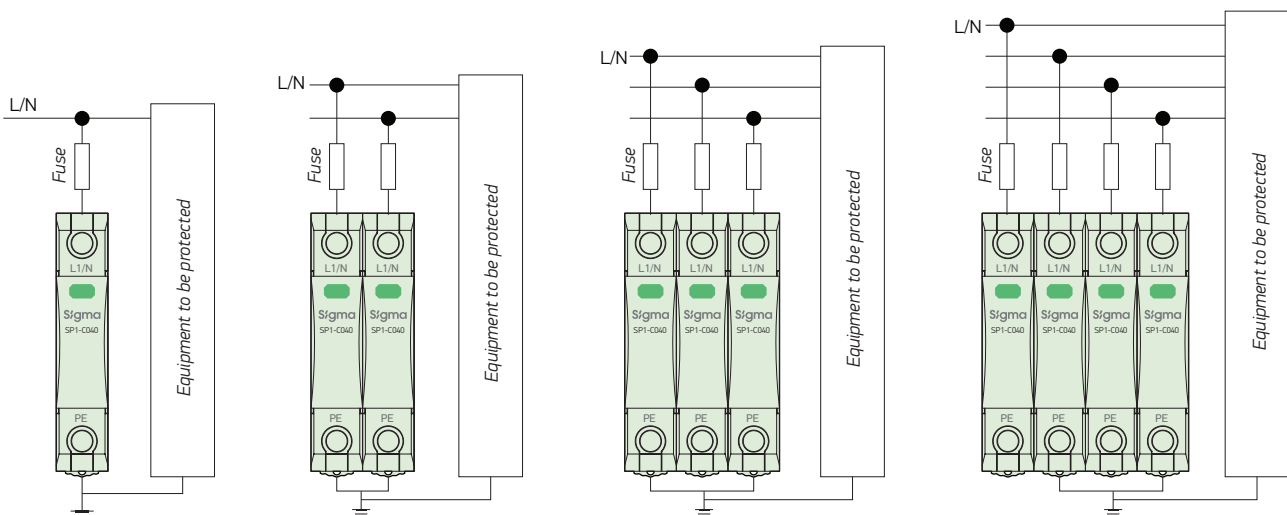 L/N
Fuse
L1/N
Sigma
SP1-C040
PE
Equipment to be protected
L/N
Fuse
L1/N L1/N
Sigma Sigma
SP1-C040 SP1-C040
PE PE
Equipment to be protected
L/N
Fuse
L1/N L1/N L1/N
Sigma Sigma Sigma
SP1-C040 SP1-C040 SP1-C040
PE PE PE
Equipment to be protected
L/N
Fuse
L1/N L1/N L1/N L1/N
Sigma Sigma Sigma Sigma
SP1-C040 SP1-C040 SP1-C040 SP1-C040
PE PE PE PE
Equipment to be protected